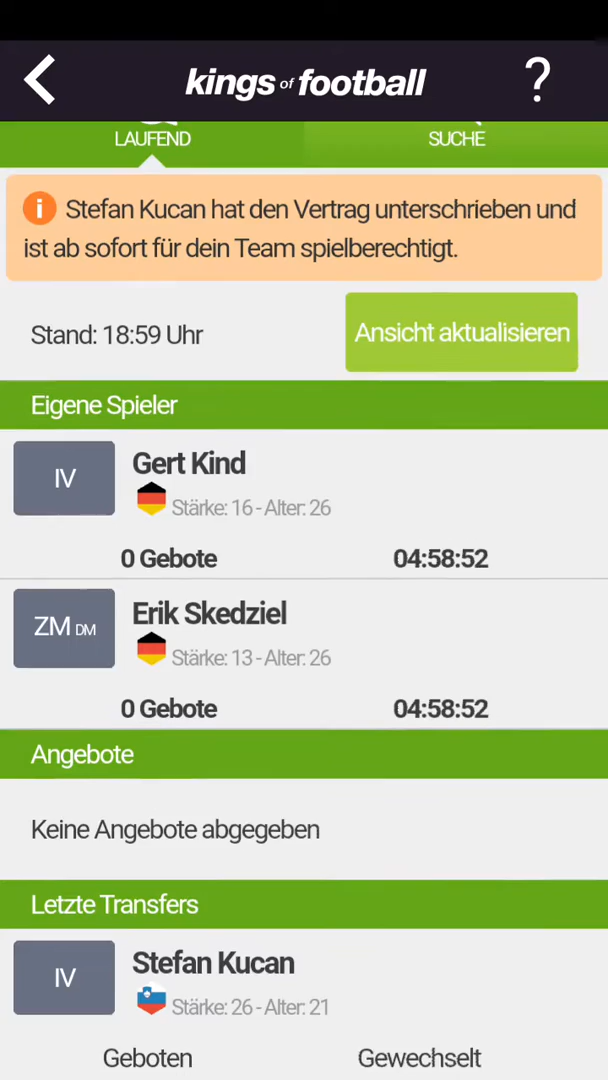 kings of football ?
LAUFEND SUCHE
i Stefan Kucan hat den Vertrag unterschrieben und
ist ab sofort für dein Team spielberechtigt.
Stand: 18:59 Uhr Ansicht aktualisieren
Eigene Spieler
IV Gert Kind
Stärke: 16 - Alter: 26
0 Gebote 04:58:52
ZM DM Erik Skedziel
Stärke: 13 - Alter: 26
0 Gebote 04:58:52
Angebote
Keine Angebote abgegeben
Letzte Transfers
IV Stefan Kucan
Stärke: 26 - Alter: 21
Geboten Gewechselt